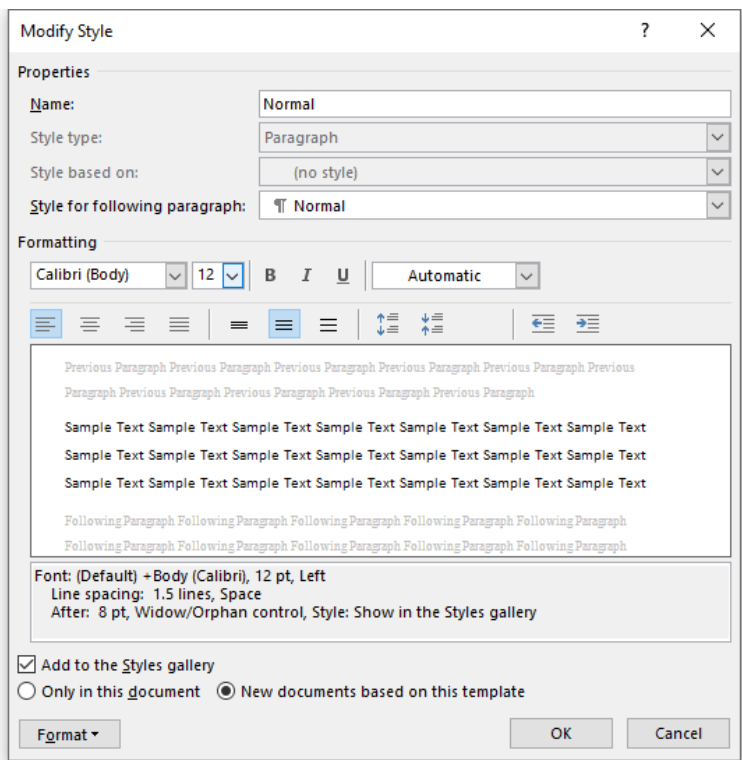 Modify Style ? ×
Properties
Name: Normal
Style type: Paragraph
Style based on: (no style)
Style for following paragraph: ¶ Normal
Formatting
Calibri (Body) 12 B I U Automatic
Previous Paragraph Previous Paragraph Previous Paragraph Previous Paragraph Previous Paragraph Previous
Paragraph Previous Paragraph Previous Paragraph Previous Paragraph Previous Paragraph
Sample Text Sample Text Sample Text Sample Text Sample Text Sample Text Sample Text
Sample Text Sample Text Sample Text Sample Text Sample Text Sample Text Sample Text
Sample Text Sample Text Sample Text Sample Text Sample Text Sample Text Sample Text
Following Paragraph Following Paragraph Following Paragraph Following Paragraph Following Paragraph
Following Paragraph Following Paragraph Following Paragraph Following Paragraph Following Paragraph
Font: (Default) +Body (Calibri), 12 pt, Left
Line spacing: 1.5 lines, Space
After: 8 pt, Widow/Orphan control, Style: Show in the Styles gallery
Add to the Styles gallery
Only in this document New documents based on this template
Format OK Cancel